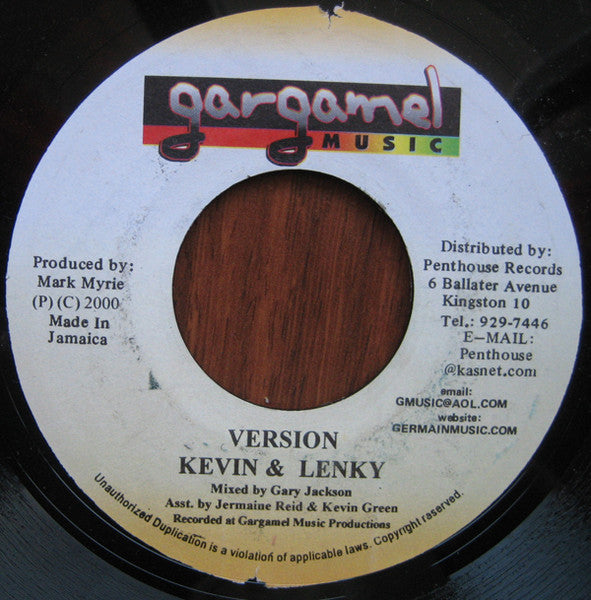 gargamel
MUSIC
Produced by:
Mark Myrie
(P) (C) 2000
Made In
Jamaica
Distributed by:
Penthouse Records
6 Ballater Avenue
Kingston 10
Tel.: 929-7446
E-MAIL:
Penthouse
@kasnet.com
email:
GMUSIC@AOL.COM
website:
GERMAINMUSIC.COM
VERSION
KEVIN & LENKY
Mixed by Gary Jackson
Asst. by Jermaine Reid & Kevin Green
Recorded at Gargamel Music Productions
Unauthorized Duplication is a violation of applicable laws. Copyright reserved.